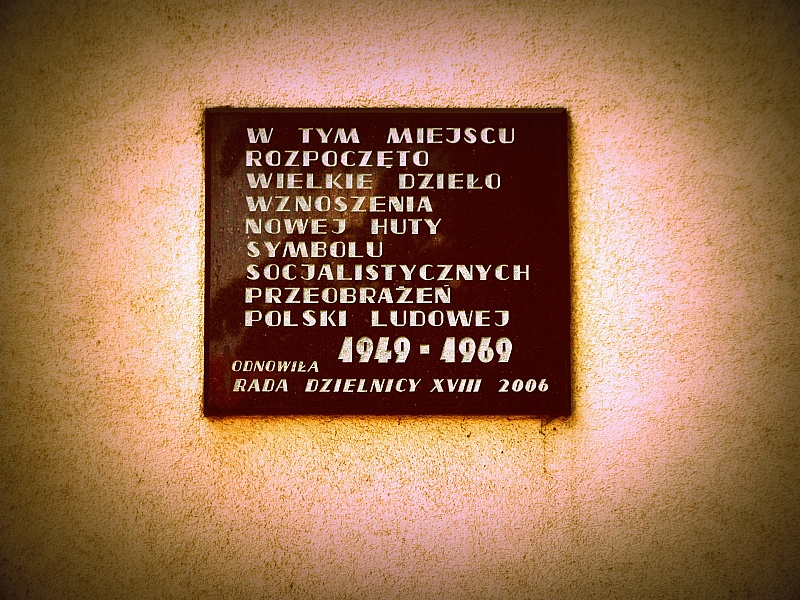 W TYM MIEJSCU
ROZPOCZĘTO
WIELKIE DZIEŁO
WZNOSZENIA
NOWEJ HUTY
SYMBOLU
SOCJALISTYCZNYCH
PRZEOBRAŻEŃ
POLSKI LUDOWEJ
1949 - 1969
ODNOWIŁA
RADA DZIELNICY XVIII 2006